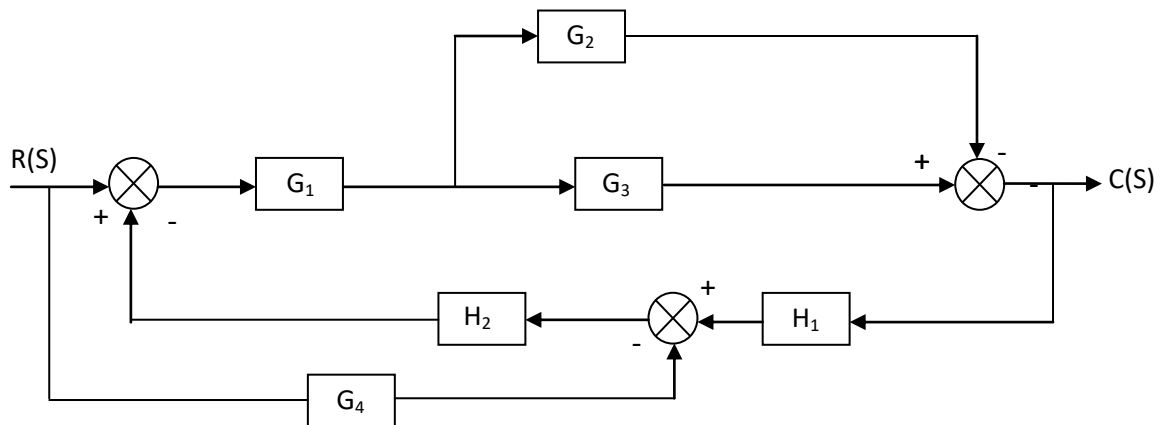 G₂
R(S)
G₁
G₃
+
-
-
C(S)
+
-
H₂
+
H₁
-
G₄